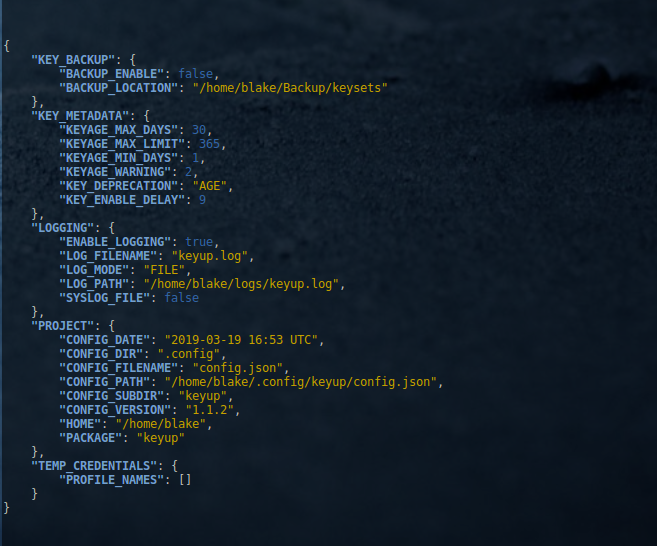 {
    "KEY_BACKUP": {
        "BACKUP_ENABLE": false,
        "BACKUP_LOCATION": "/home/blake/Backup/keysets"
    },
    "KEY_METADATA": {
        "KEYAGE_MAX_DAYS": 30,
        "KEYAGE_MAX_LIMIT": 365,
        "KEYAGE_MIN_DAYS": 1,
        "KEYAGE_WARNING": 2,
        "KEY_DEPRECATION": "AGE",
        "KEY_ENABLE_DELAY": 9
    },
    "LOGGING": {
        "ENABLE_LOGGING": true,
        "LOG_FILENAME": "keyup.log",
        "LOG_MODE": "FILE",
        "LOG_PATH": "/home/blake/logs/keyup.log",
        "SYSLOG_FILE": false
    },
    "PROJECT": {
        "CONFIG_DATE": "2019-03-19 16:53 UTC",
        "CONFIG_DIR": ".config",
        "CONFIG_FILENAME": "config.json",
        "CONFIG_PATH": "/home/blake/.config/keyup/config.json",
        "CONFIG_SUBDIR": "keyup",
        "CONFIG_VERSION": "1.1.2",
        "HOME": "/home/blake",
        "PACKAGE": "keyup"
    },
    "TEMP_CREDENTIALS": {
        "PROFILE_NAMES": []
    }
}